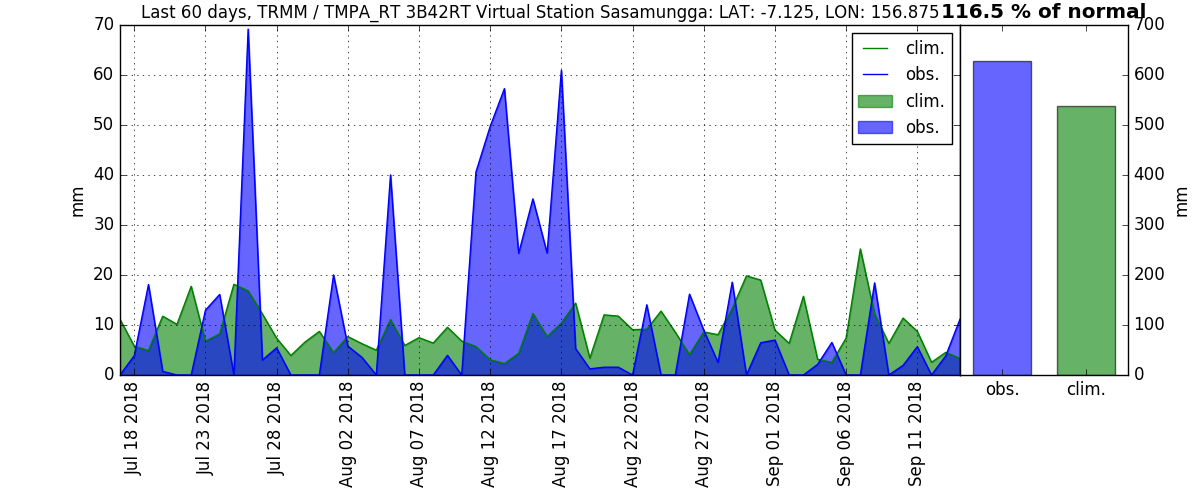 Last 60 days, TRMM / TMPA_RT 3B42RT Virtual Station Sasamungga: LAT: -7.125, LON: 156.875
116.5 % of normal
70
60
50
40
30
20
10
0
mm
clim.
obs.
clim.
obs.
Jul 18 2018
Jul 23 2018
Jul 28 2018
Aug 02 2018
Aug 07 2018
Aug 12 2018
Aug 17 2018
Aug 22 2018
Aug 27 2018
Sep 01 2018
Sep 06 2018
Sep 11 2018
700
600
500
400
300
200
100
0
mm
obs.
clim.